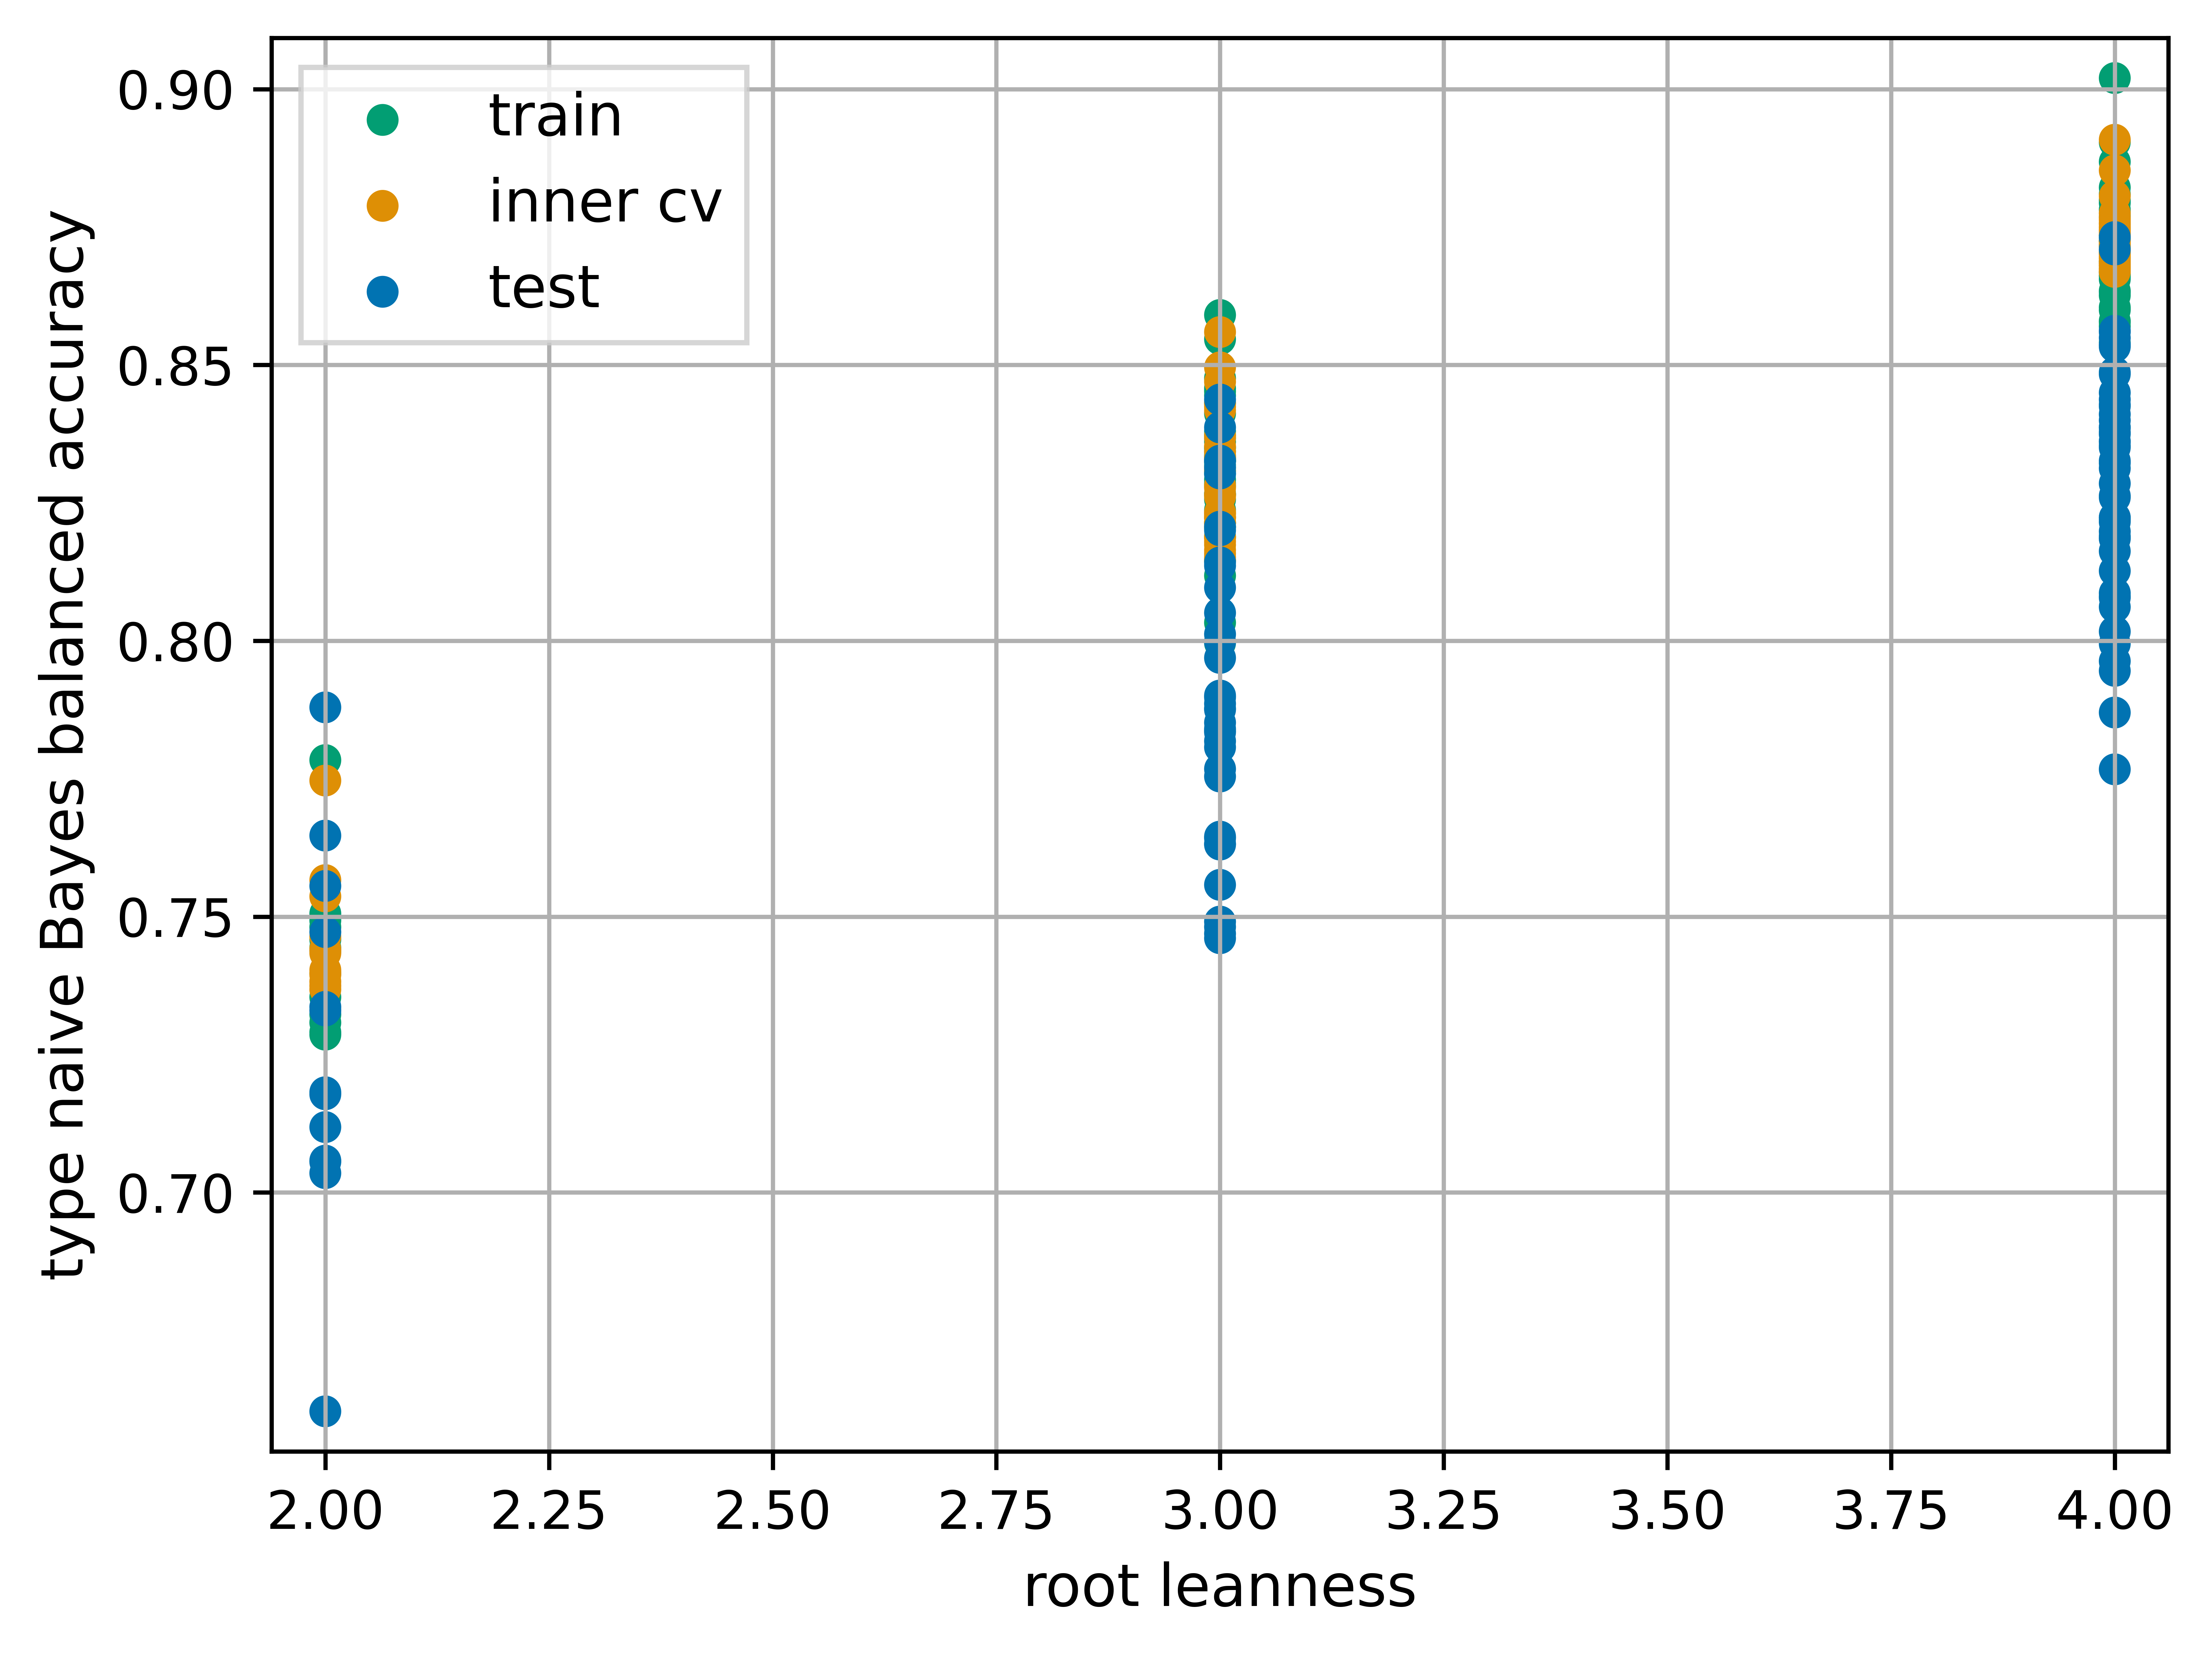 type naive Bayes balanced accuracy
0.90
0.85
0.80
0.75
0.70
train
inner cv
test
2.00 2.25 2.50 2.75 3.00 3.25 3.50 3.75 4.00
root leanness